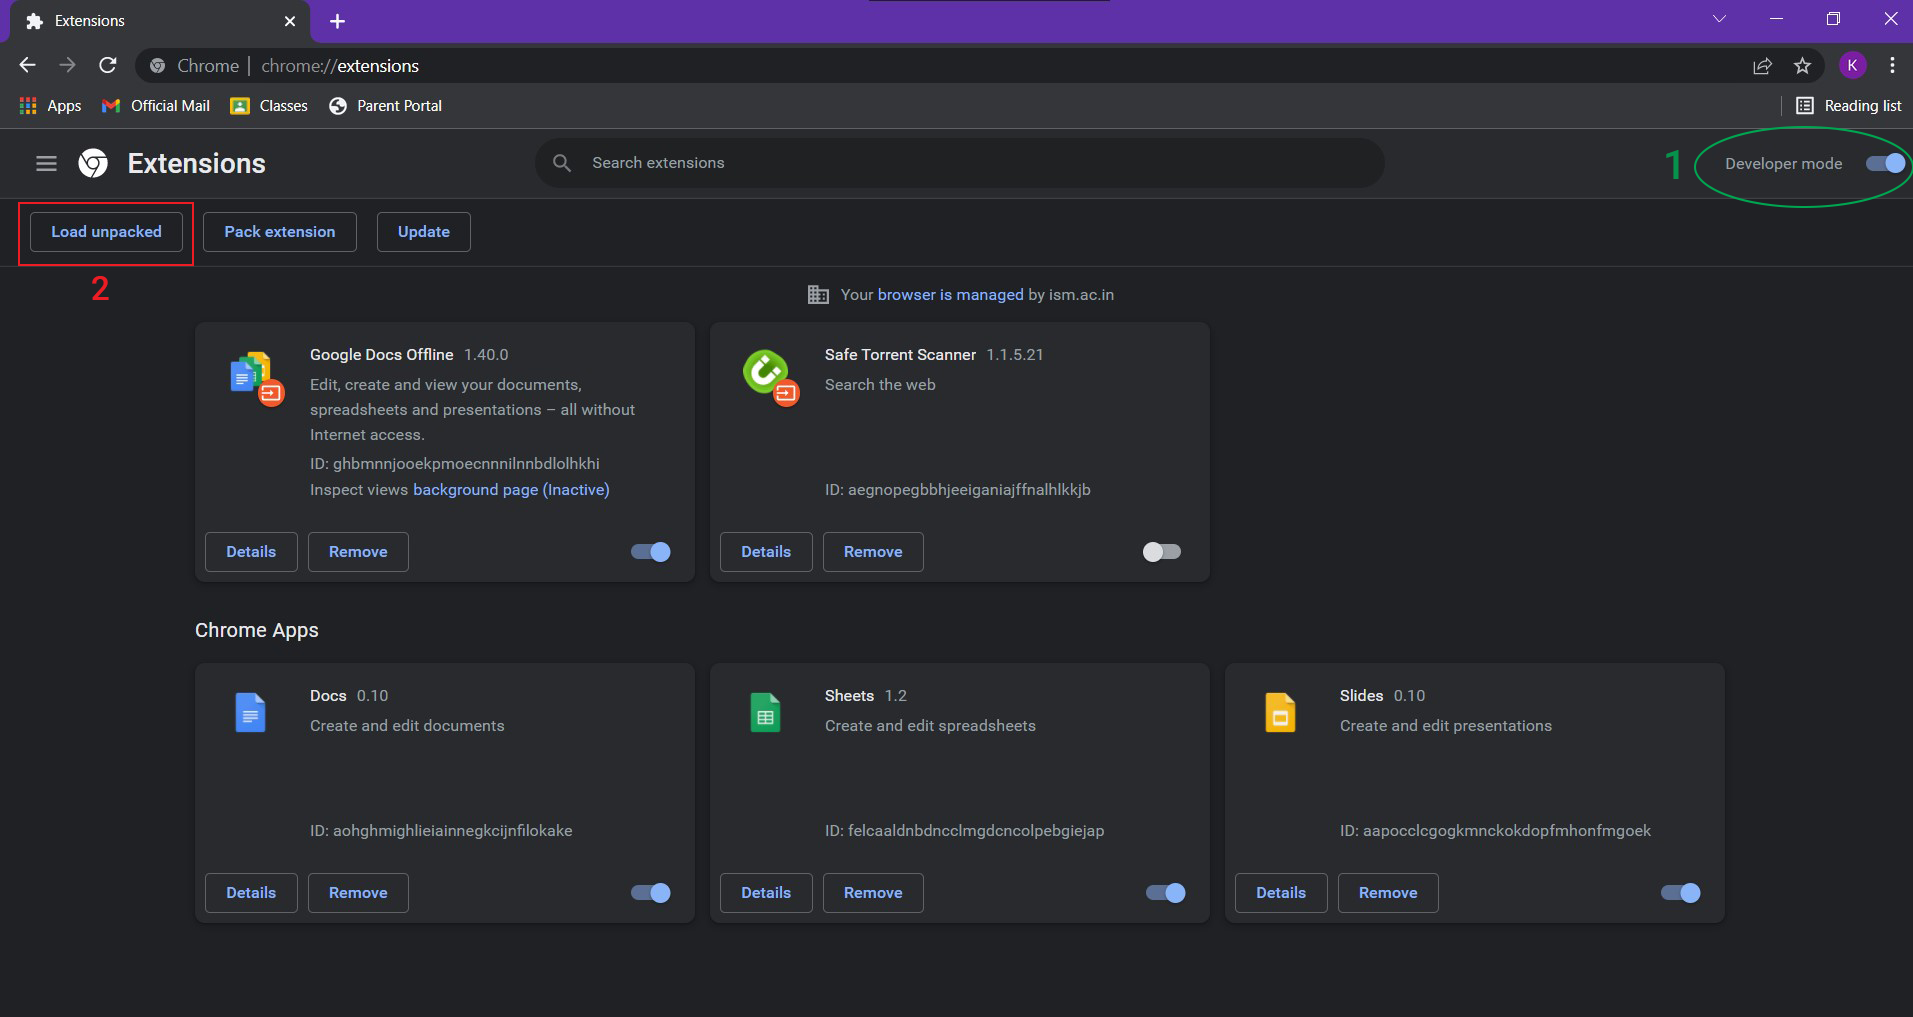 Extensions
Chrome chrome://extensions
K
Apps Official Mail Classes Parent Portal Reading list
Extensions Search extensions 1 Developer mode
Load unpacked Pack extension Update
2
Your browser is managed by ism.ac.in
Google Docs Offline 1.40.0
Edit, create and view your documents,
spreadsheets and presentations – all without
Internet access.
ID: ghbmnnjooekpmoecnnnilnnbdlolhkhi
Inspect views background page (Inactive)
Details Remove
Safe Torrent Scanner 1.1.5.21
Search the web
ID: aegnopegbbhjeeiganiajffnalhlkkjb
Details Remove
Chrome Apps
Docs 0.10
Create and edit documents
ID: aohghmighlieiainnegkcijnfilokake
Details Remove
Sheets 1.2
Create and edit spreadsheets
ID: felcaaldnbdncclmgdcncolpebgiejap
Details Remove
Slides 0.10
Create and edit presentations
ID: aapocclcgogkmnckokdopfmhonfmgoek
Details Remove